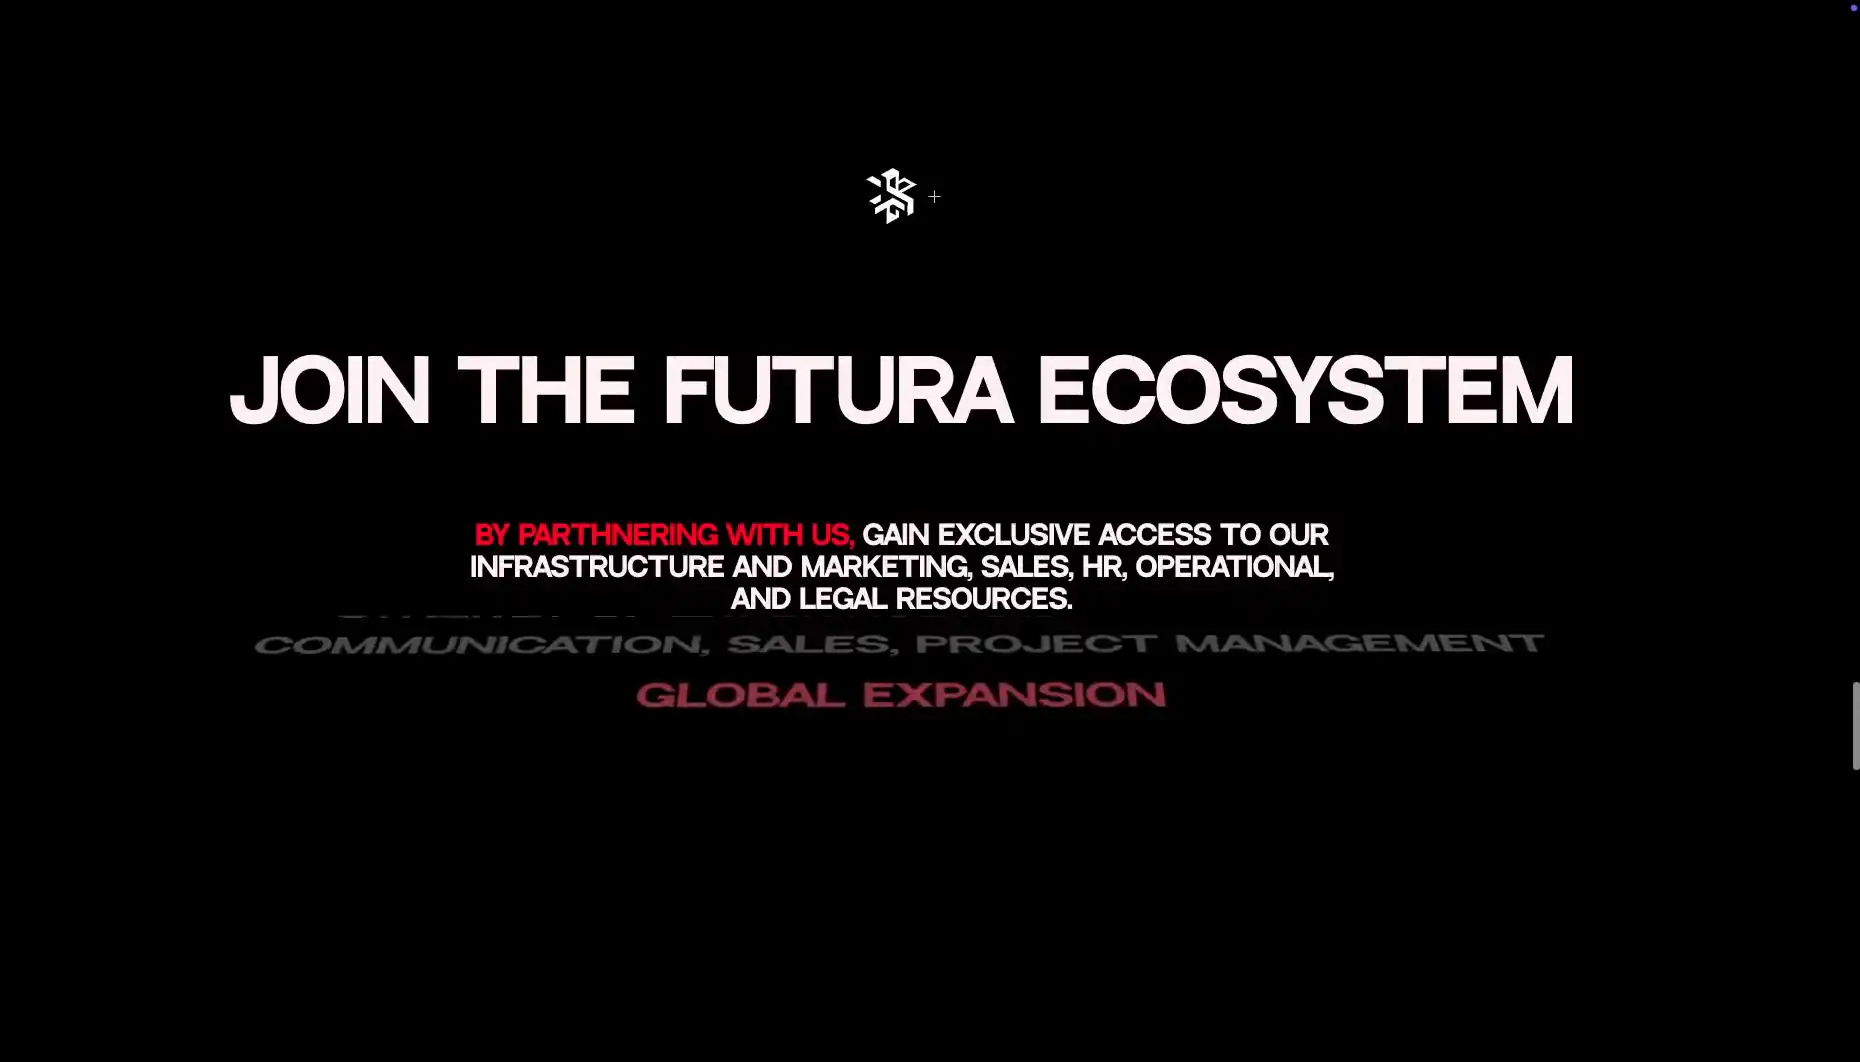 JOIN THE FUTURA ECOSYSTEM
BY PARTHNERING WITH US, GAIN EXCLUSIVE ACCESS TO OUR
INFRASTRUCTURE AND MARKETING, SALES, HR, OPERATIONAL,
AND LEGAL RESOURCES.
COMMUNICATION, SALES, PROJECT MANAGEMENT
GLOBAL EXPANSION